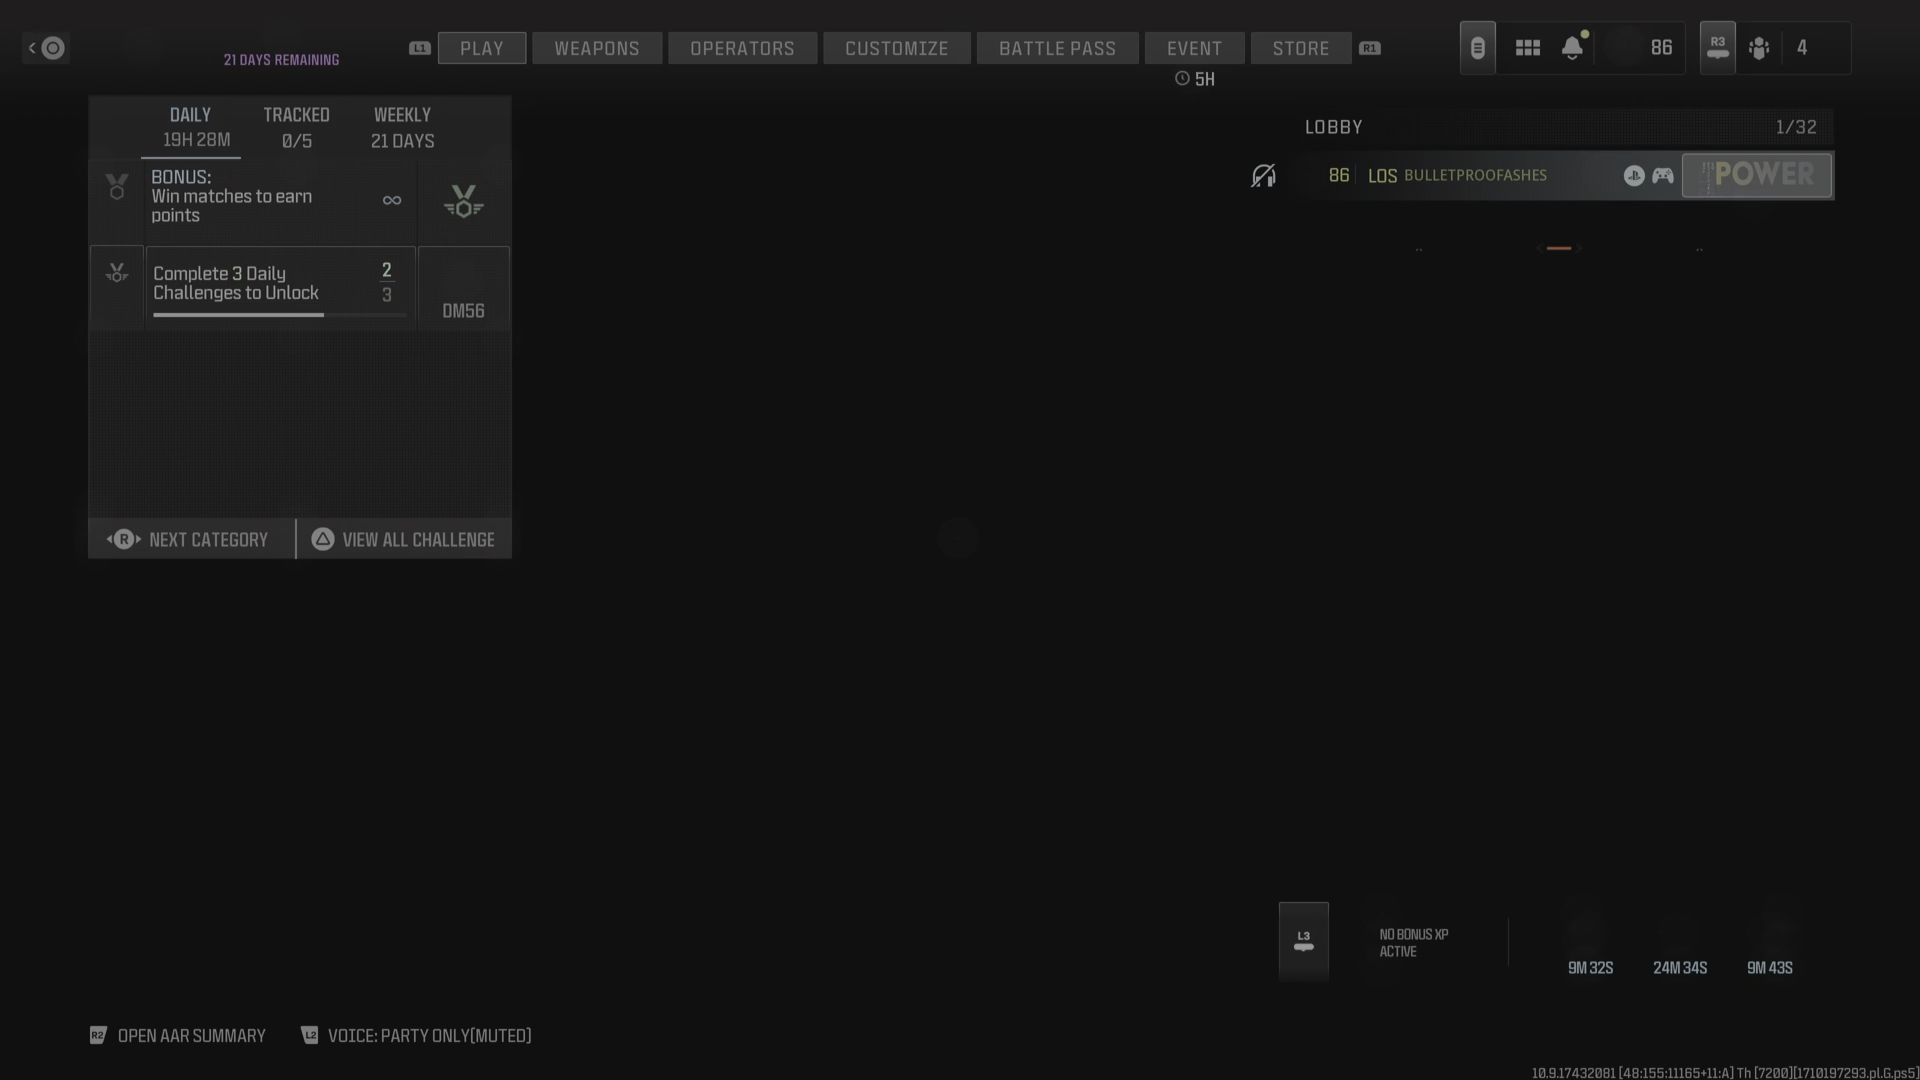 21 DAYS REMAINING
L1 PLAY WEAPONS OPERATORS CUSTOMIZE BATTLE PASS EVENT STORE R1
5H
86 R3 4
DAILY TRACKED WEEKLY
19H 28M 0/5 21 DAYS
BONUS:
Win matches to earn
points
∞
Complete 3 Daily
Challenges to Unlock
2
3
DM56
R NEXT CATEGORY VIEW ALL CHALLENGE
LOBBY 1/32
86 LOS BULLETPROOFASHES POWER
L3
NO BONUS XP
ACTIVE
9M 32S 24M 34S 9M 43S
R2 OPEN AAR SUMMARY L2 VOICE: PARTY ONLY[MUTED]
10.9.17432081 [48:155:11165+11:A] Th [7200][1710197293.pl.G.ps5]